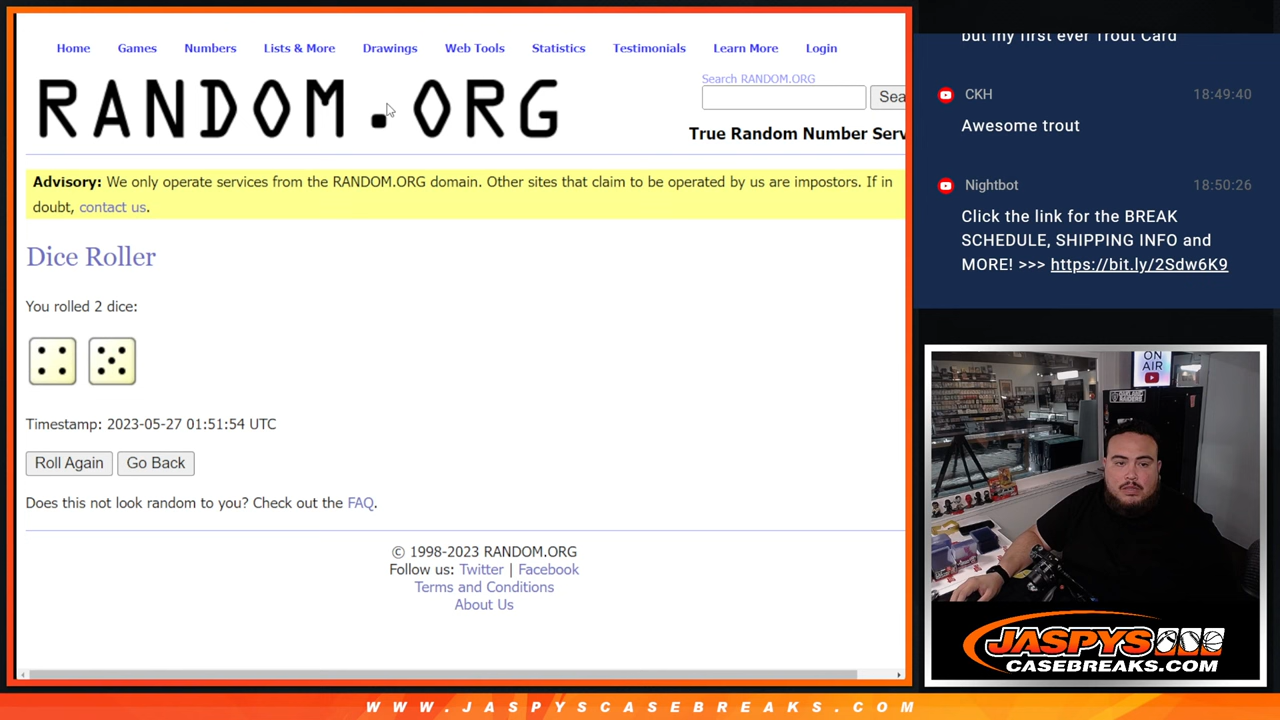 Home Games Numbers Lists & More Drawings Web Tools Statistics Testimonials Learn More Login
RANDOM.ORG
Search RANDOM.ORG
Sea
True Random Number Serv
Advisory: We only operate services from the RANDOM.ORG domain. Other sites that claim to be operated by us are impostors. If in
doubt, contact us.
Dice Roller
You rolled 2 dice:
Timestamp: 2023-05-27 01:51:54 UTC
Roll Again Go Back
Does this not look random to you? Check out the FAQ.
© 1998-2023 RANDOM.ORG
Follow us: Twitter | Facebook
Terms and Conditions
About Us
but my first ever Trout Card
CKH 18:49:40
Awesome trout
Nightbot 18:50:26
Click the link for the BREAK
SCHEDULE, SHIPPING INFO and
MORE! >>> https://bit.ly/2Sdw6K9
ON
AIR
JASPYS
CASEBREAKS.COM
WWW.JASPYSCASEBREAKS.COM